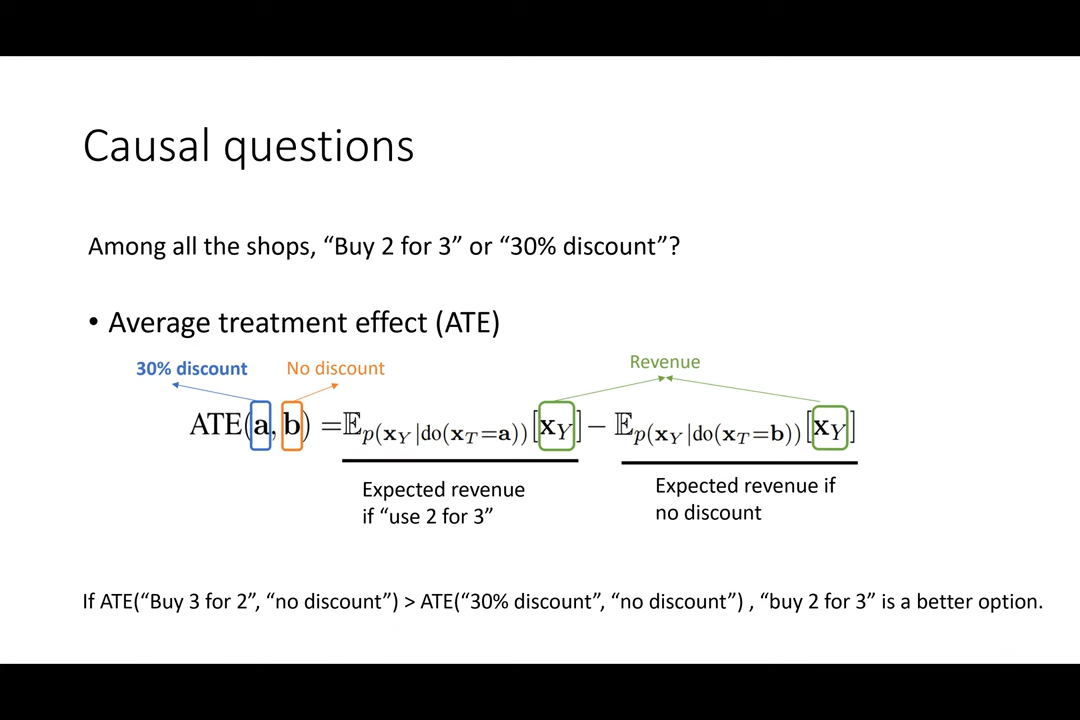 Causal questions
Among all the shops, “Buy 2 for 3” or “30% discount”?
• Average treatment effect (ATE)
30% discount No discount Revenue
ATE(a, b) =𝔼p(x_Y |do(x_T=a))[x_Y] − 𝔼p(x_Y |do(x_T=b))[x_Y]
Expected revenue
if “use 2 for 3”
Expected revenue if
no discount
If ATE(“Buy 3 for 2”, “no discount”) > ATE(“30% discount”, “no discount”) , “buy 2 for 3” is a better option.